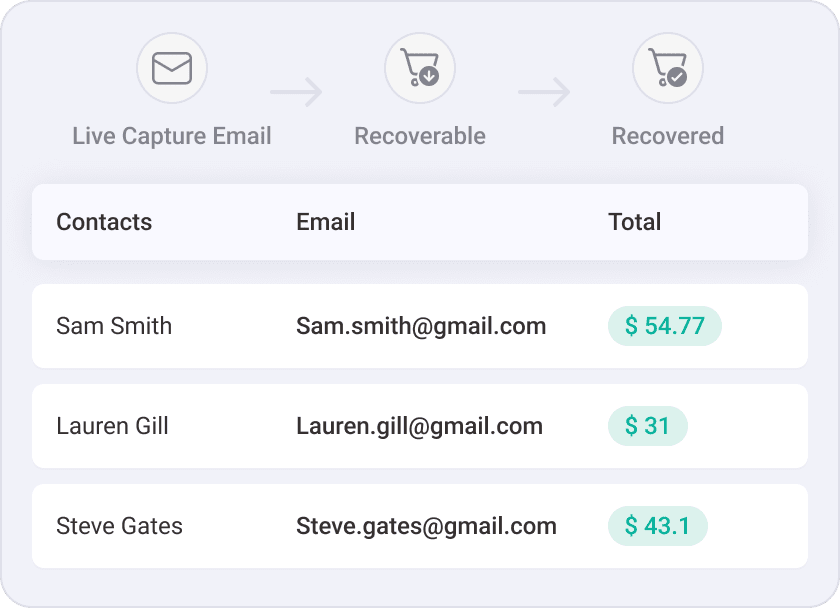 Live Capture Email Recoverable Recovered
Contacts Email Total
Sam Smith Sam.smith@gmail.com $ 54.77
Lauren Gill Lauren.gill@gmail.com $ 31
Steve Gates Steve.gates@gmail.com $ 43.1